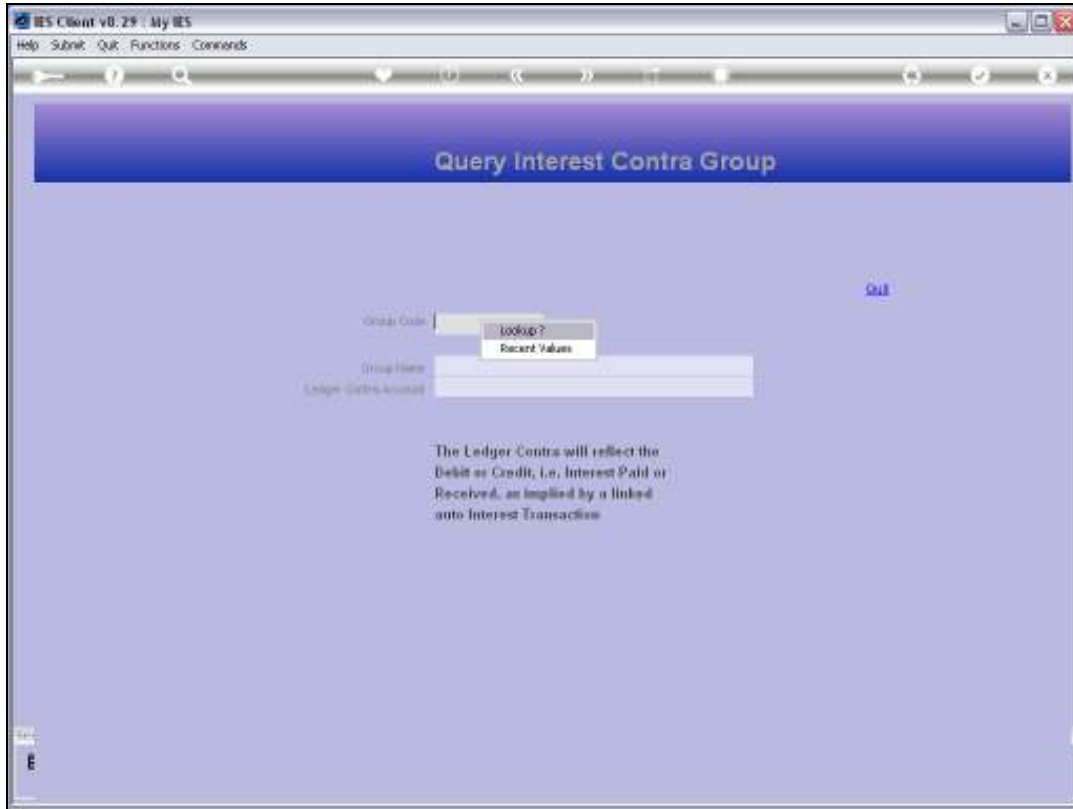 IES Client v8.29 : My IES
Help Submit Quit Functions Commands
Query Interest Contra Group
Quit
Group Code
Lookup ?
Recent Values
Group Name
Ledger Contra Account
The Ledger Contra will reflect the
Debit or Credit, i.e. Interest Paid or
Received, as implied by a linked
auto Interest Transaction